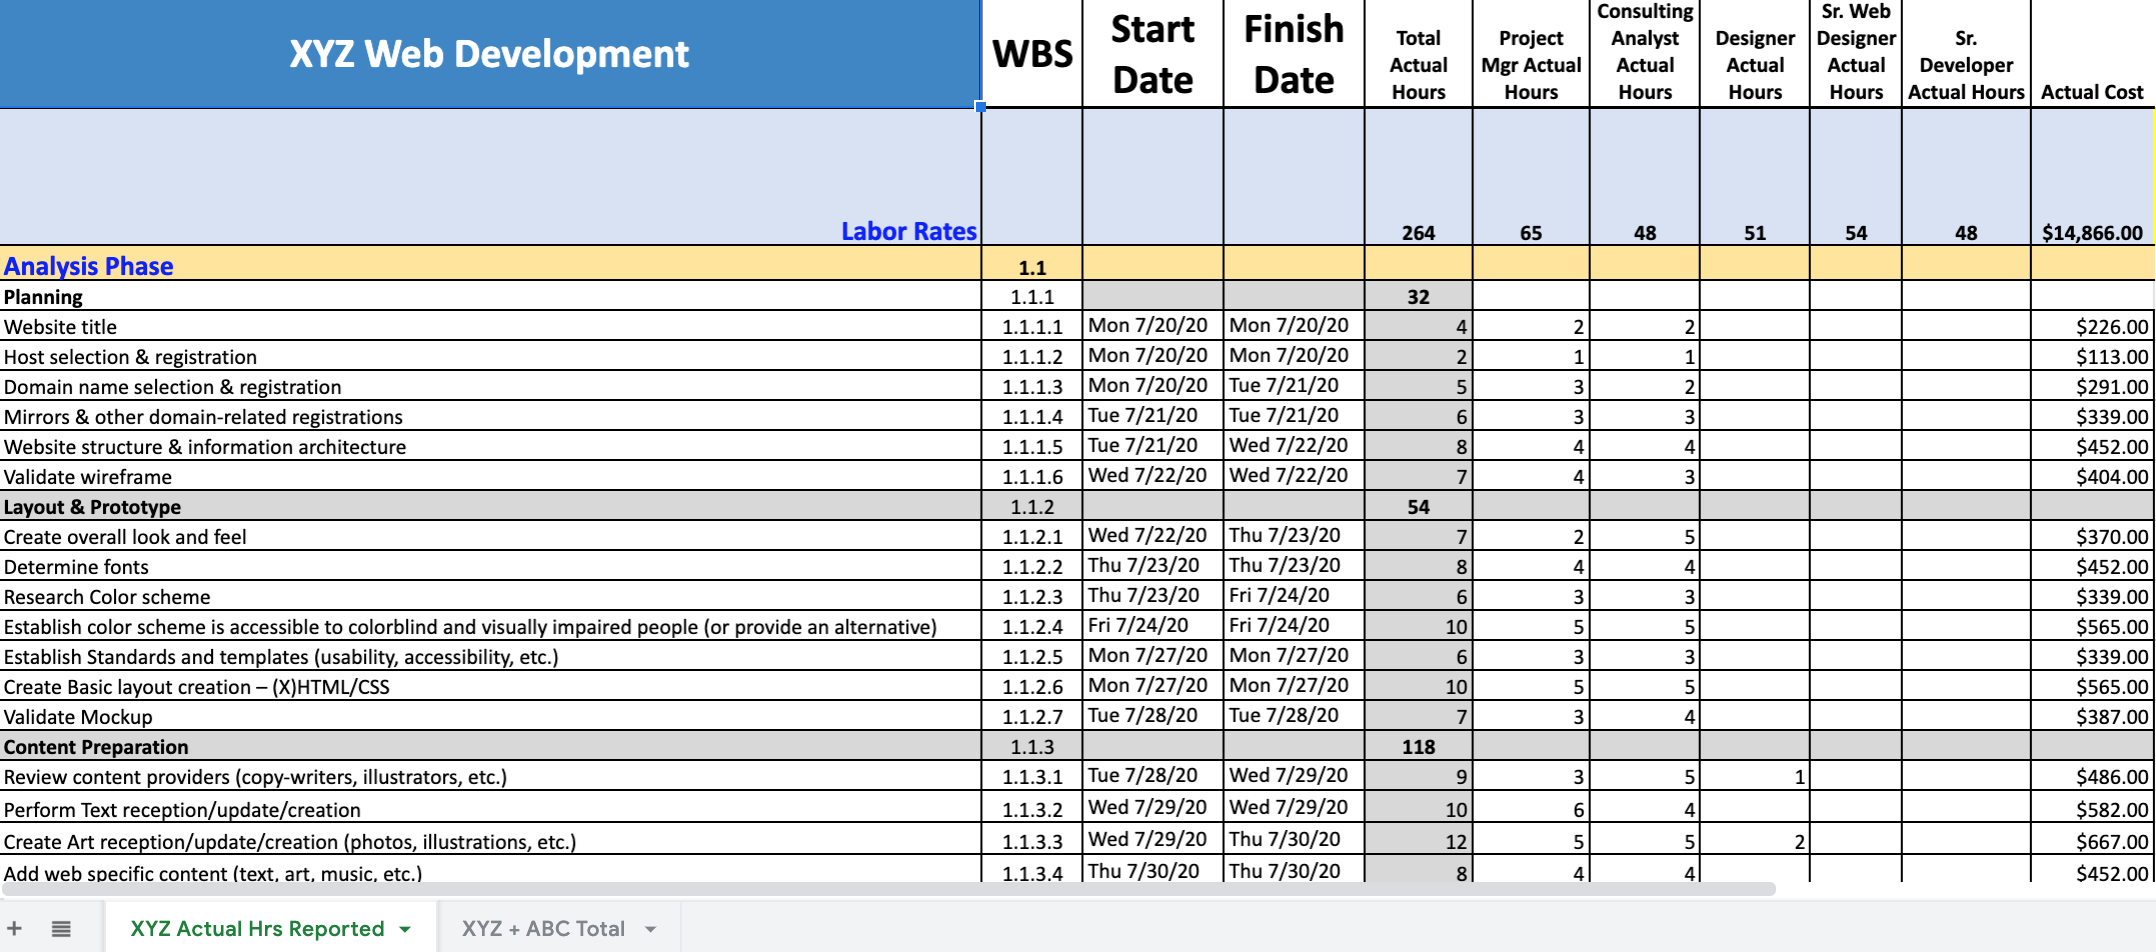 XYZ Web Development WBS Start Date Finish Date Total Actual Hours Project Mgr Actual Hours Consulting Analyst Actual Hours Designer Actual Hours Sr. Web Designer Actual Hours Sr. Developer Actual Hours Actual Cost
Labor Rates 264 65 48 51 54 48 $14,866.00
Analysis Phase 1.1
Planning 1.1.1 32
Website title 1.1.1.1 Mon 7/20/20 Mon 7/20/20 4 2 2 $226.00
Host selection & registration 1.1.1.2 Mon 7/20/20 Mon 7/20/20 2 1 1 $113.00
Domain name selection & registration 1.1.1.3 Mon 7/20/20 Tue 7/21/20 5 3 2 $291.00
Mirrors & other domain-related registrations 1.1.1.4 Tue 7/21/20 Tue 7/21/20 6 3 3 $339.00
Website structure & information architecture 1.1.1.5 Tue 7/21/20 Wed 7/22/20 8 4 4 $452.00
Validate wireframe 1.1.1.6 Wed 7/22/20 Wed 7/22/20 7 4 3 $404.00
Layout & Prototype 1.1.2 54
Create overall look and feel 1.1.2.1 Wed 7/22/20 Thu 7/23/20 7 2 5 $370.00
Determine fonts 1.1.2.2 Thu 7/23/20 Thu 7/23/20 8 4 4 $452.00
Research Color scheme 1.1.2.3 Thu 7/23/20 Fri 7/24/20 6 3 3 $339.00
Establish color scheme is accessible to colorblind and visually impaired people (or provide an alternative) 1.1.2.4 Fri 7/24/20 Fri 7/24/20 10 5 5 $565.00
Establish Standards and templates (usability, accessibility, etc.) 1.1.2.5 Mon 7/27/20 Mon 7/27/20 6 3 3 $339.00
Create Basic layout creation – (X)HTML/CSS 1.1.2.6 Mon 7/27/20 Mon 7/27/20 10 5 5 $565.00
Validate Mockup 1.1.2.7 Tue 7/28/20 Tue 7/28/20 7 3 4 $387.00
Content Preparation 1.1.3 118
Review content providers (copy-writers, illustrators, etc.) 1.1.3.1 Tue 7/28/20 Wed 7/29/20 9 3 5 1 $486.00
Perform Text reception/update/creation 1.1.3.2 Wed 7/29/20 Wed 7/29/20 10 6 4 $582.00
Create Art reception/update/creation (photos, illustrations, etc.) 1.1.3.3 Wed 7/29/20 Thu 7/30/20 12 5 5 2 $667.00
Add web specific content (text, art, music, etc.) 1.1.3.4 Thu 7/30/20 Thu 7/30/20 8 4 4 $452.00
+ XYZ Actual Hrs Reported XYZ + ABC Total